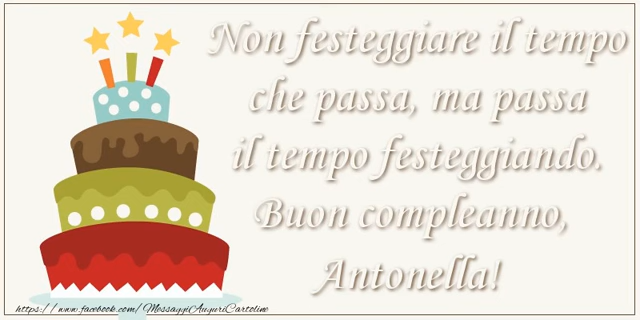 Non festeggiare il tempo
che passa, ma passa
il tempo festeggiando.
Buon compleanno,
Antonella!
https://www.facebook.com/MessaggiAuguriCartoline